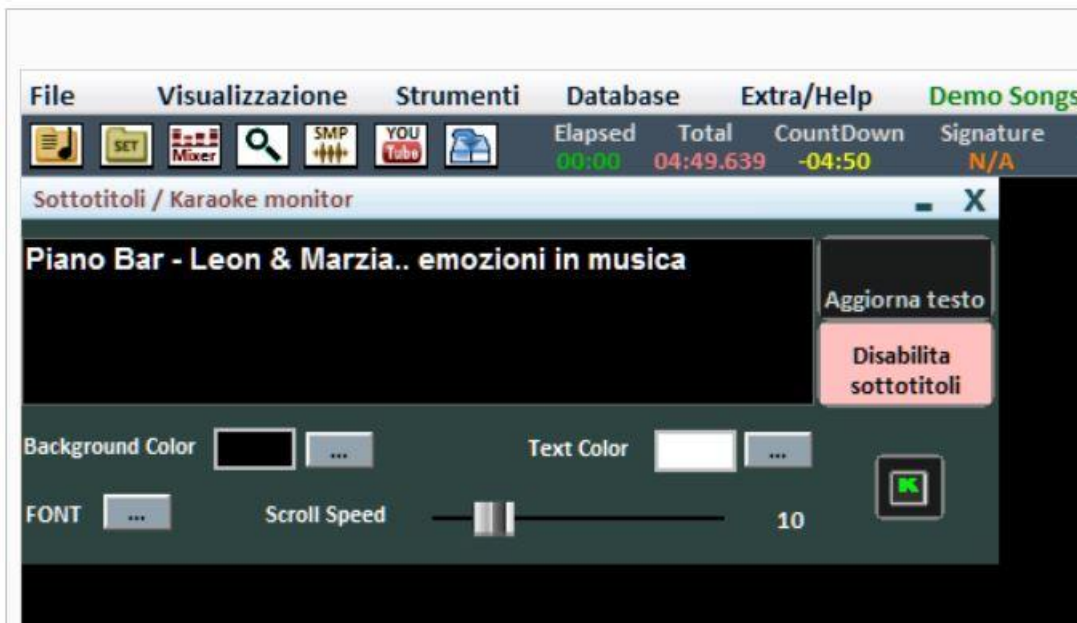 File Visualizzazione Strumenti Database Extra/Help Demo Songs
SET Mixer SMP YOU Tube Elapsed Total CountDown Signature
00:00 04:49.639 -04:50 N/A
Sottotitoli / Karaoke monitor X
Piano Bar - Leon & Marzia.. emozioni in musica
Aggiorna testo
Disabilita
sottotitoli
Background Color ... Text Color ...
K
FONT ... Scroll Speed 10